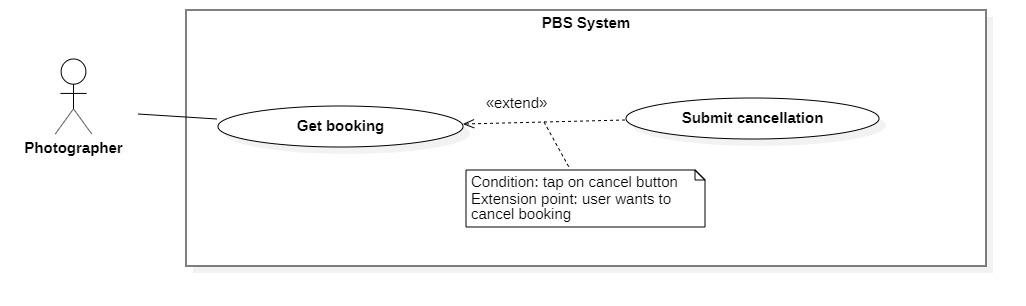 PBS System
Photographer
Get booking
«extend»
Submit cancellation
Condition: tap on cancel button
Extension point: user wants to
cancel booking